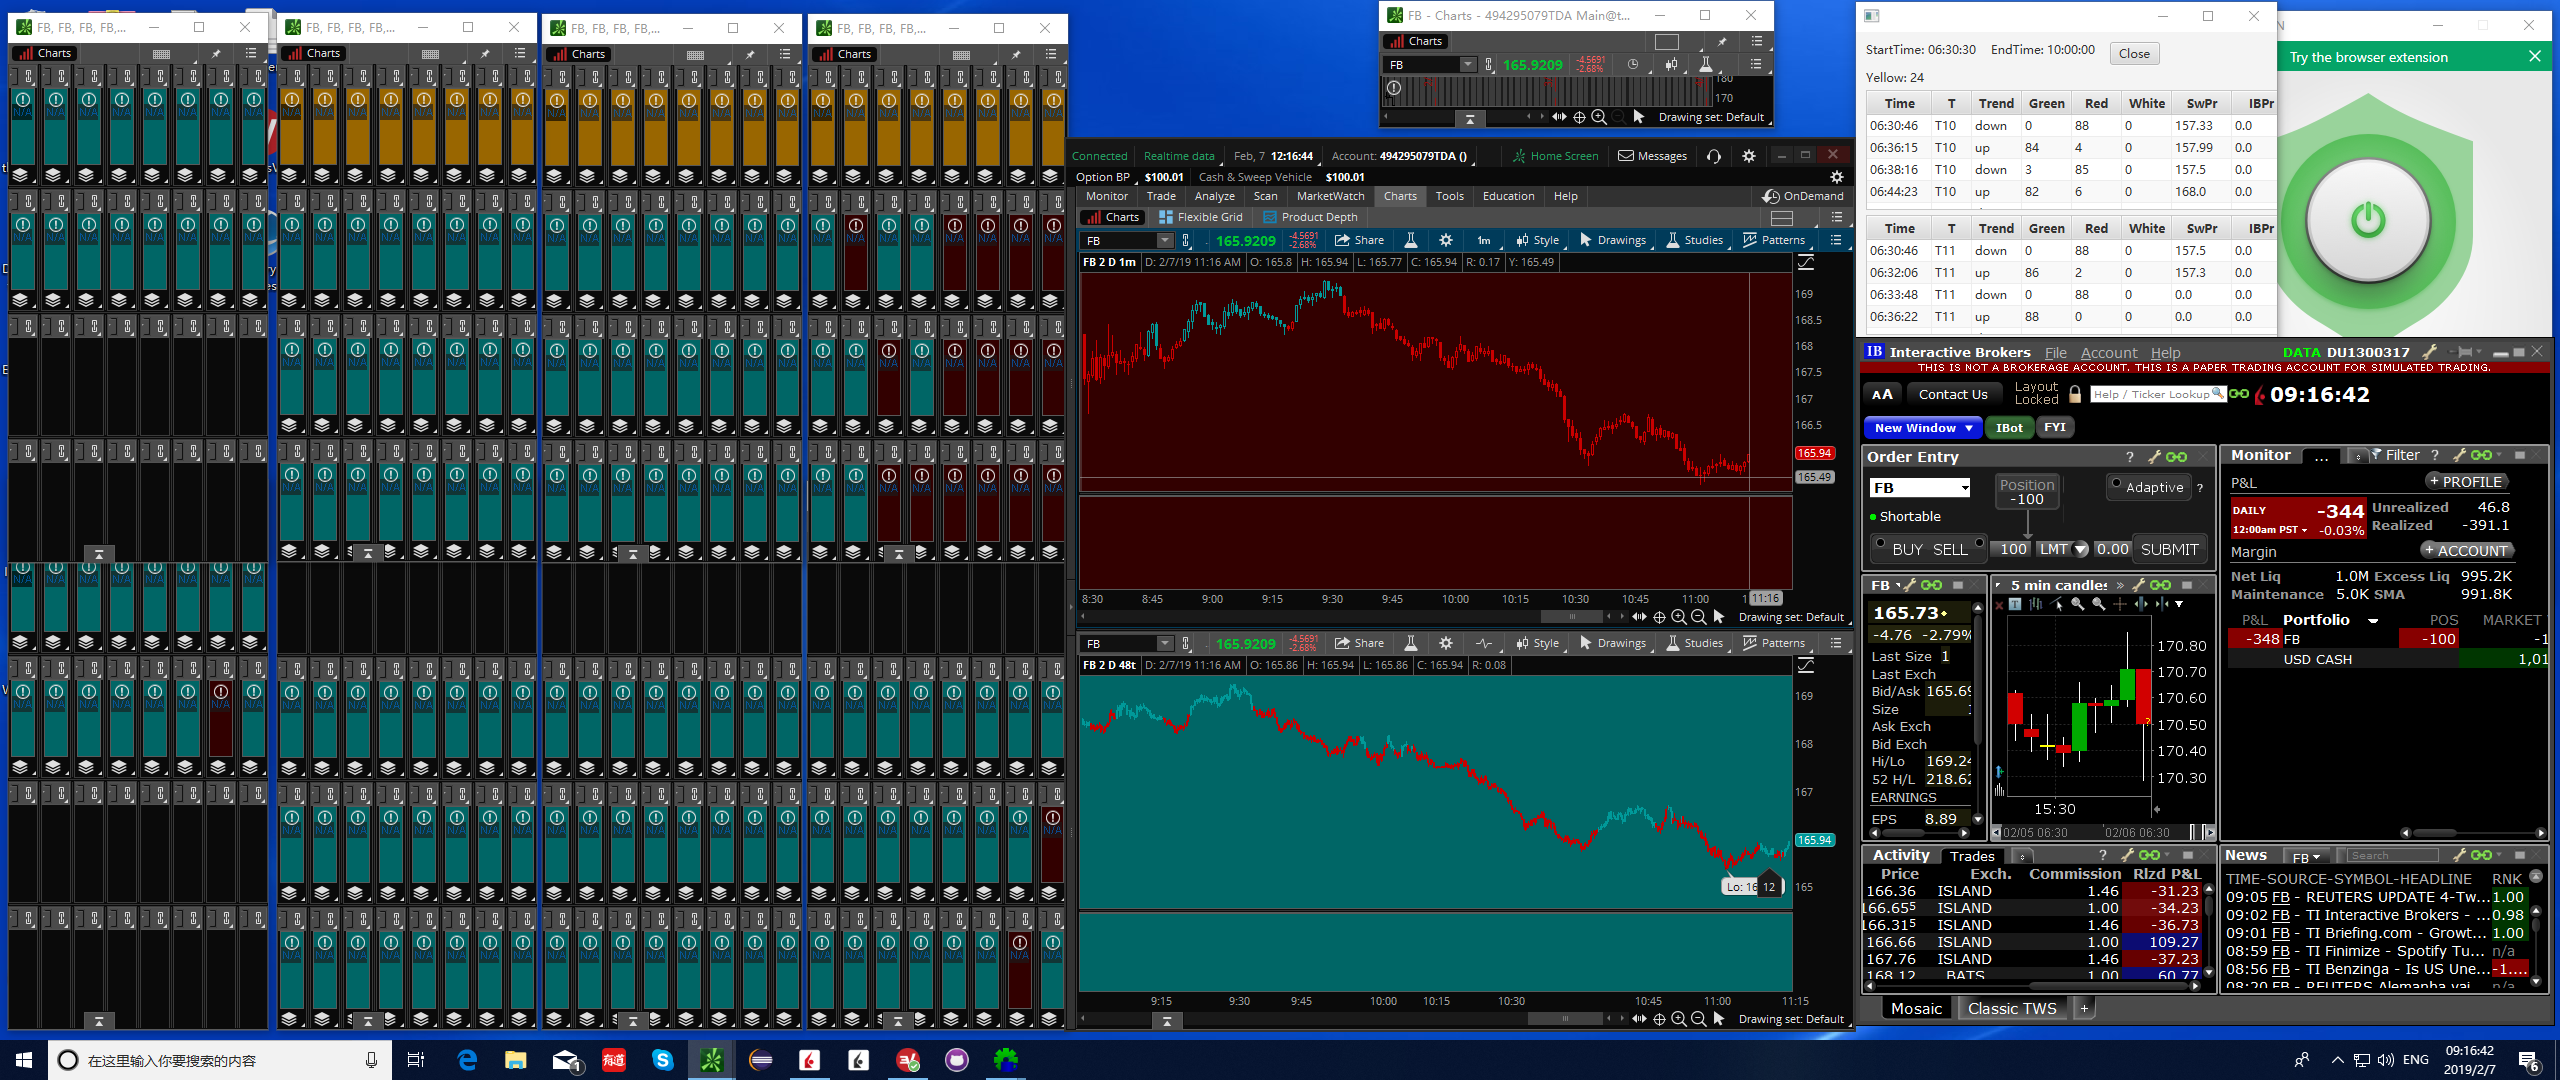 FB, FB, FB, FB,...
Charts
FB, FB, FB, FB,...
Charts
FB, FB, FB, FB,...
Charts
FB, FB, FB, FB,...
Charts
FB - Charts - 494295079TDA Main@t...
Charts
FB 165.9209 -4.5691 -2.68%
180
170
Drawing set: Default
Connected Realtime data Feb, 7 12:16:44 Account: 494295079TDA () Home Screen Messages
Option BP $100.01 Cash & Sweep Vehicle $100.01
Monitor Trade Analyze Scan MarketWatch Charts Tools Education Help OnDemand
Charts Flexible Grid Product Depth
FB 165.9209 -4.5691 -2.68% Share 1m Style Drawings Studies Patterns
FB 2 D 1m D: 2/7/19 11:16 AM O: 165.8 H: 165.94 L: 165.77 C: 165.94 R: 0.17 Y: 165.49
169
168.5
168
167.5
167
166.5
165.94
165.49
8:30 8:45 9:00 9:15 9:30 9:45 10:00 10:15 10:30 10:45 11:00 11:16
Drawing set: Default
FB 165.9209 -4.5691 -2.68% Share Style Drawings Studies Patterns
FB 2 D 48t D: 2/7/19 11:16 AM O: 165.86 H: 165.94 L: 165.86 C: 165.94 R: 0.08
169
168
167
165.94
165
Lo: 16 12
9:15 9:30 9:45 10:00 10:15 10:30 10:45 11:00 11:15
Drawing set: Default
StartTime: 06:30:30 EndTime: 10:00:00 Close
Yellow: 24
Time T Trend Green Red White SwPr IBPr
06:30:46 T10 down 0 88 0 157.33 0.0
06:36:15 T10 up 84 4 0 157.99 0.0
06:38:16 T10 down 3 85 0 157.5 0.0
06:44:23 T10 up 82 6 0 168.0 0.0
Time T Trend Green Red White SwPr IBPr
06:30:46 T11 down 0 88 0 157.5 0.0
06:32:06 T11 up 86 2 0 157.3 0.0
06:33:48 T11 down 0 88 0 0.0 0.0
06:36:22 T11 up 88 0 0 0.0 0.0
N
Try the browser extension
IB Interactive Brokers File Account Help DATA DU1300317
THIS IS NOT A BROKERAGE ACCOUNT. THIS IS A PAPER TRADING ACCOUNT FOR SIMULATED TRADING.
AA Contact Us Layout Locked Help / Ticker Lookup 09:16:42
New Window IBot FYI
Order Entry ?
FB Position -100 Adaptive ?
Shortable
BUY SELL 100 LMT 0.00 SUBMIT
Monitor ... Filter ?
P&L + PROFILE
DAILY -344 Unrealized 46.8
12:00am PST -0.03% Realized -391.1
Margin + ACCOUNT
Net Liq 1.0M Excess Liq 995.2K
Maintenance 5.0K SMA 991.8K
P&L Portfolio POS MARKET
-348 FB -100 -1
USD CASH 1,01
FB
165.73
-4.76 -2.79%
Last Size 1
Last Exch
Bid/Ask 165.69
Size
Ask Exch
Bid Exch
Hi/Lo 169.24
52 H/L 218.62
EARNINGS
EPS 8.89
5 min candles »
170.80
170.70
170.60
170.50
170.40
170.30
15:30
02/05 06:30 02/06 06:30
Activity Trades ?
Price Exch. Commission Rlzd P&L
166.36 ISLAND 1.46 -31.23
166.65⁵ ISLAND 1.00 -34.23
166.31⁵ ISLAND 1.46 -36.73
166.66 ISLAND 1.00 109.27
167.76 ISLAND 1.46 -37.23
168.12 BATS 1.00 60.77
News FB Search
TIME-SOURCE-SYMBOL-HEADLINE RNK
09:05 FB - REUTERS UPDATE 4-Tw... 1.00
09:02 FB - TI Interactive Brokers - ... 0.98
09:01 FB - TI Briefing.com - Growt... 1.00
08:59 FB - TI Finimize - Spotify Tu... n/a
08:56 FB - TI Benzinga - Is US Une... -1....
08:20 FB - REUTERS Alemanha vai n/a
Mosaic Classic TWS +
在这里输入你要搜索的内容
ENG
09:16:42
2019/2/7